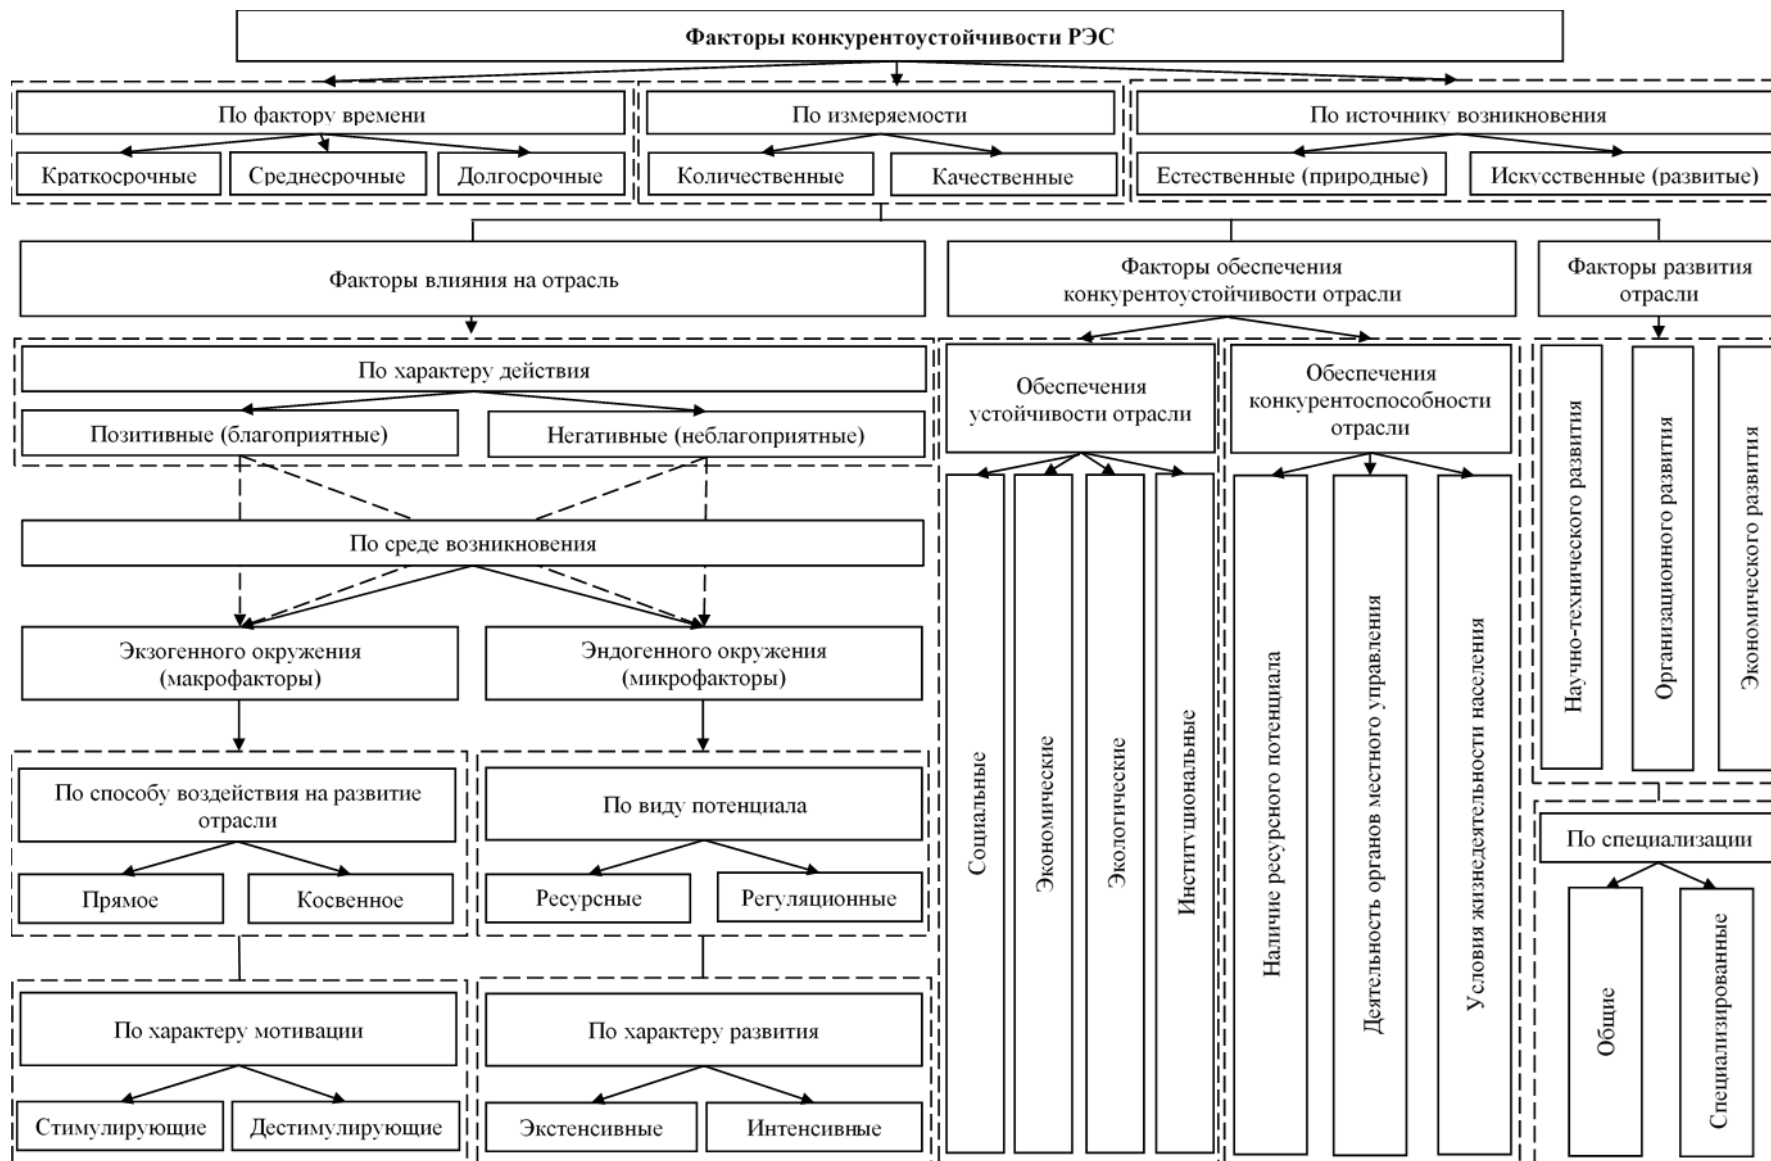 Факторы конкурентоустойчивости РЭС
По фактору времени
Краткосрочные
Среднесрочные
Долгосрочные
По измеряемости
Количественные
Качественные
По источнику возникновения
Естественные (природные)
Искусственные (развитые)
Факторы влияния на отрасль
Факторы обеспечения
конкурентоустойчивости отрасли
Факторы развития
отрасли
По характеру действия
Позитивные (благоприятные)
Негативные (неблагоприятные)
По среде возникновения
Экзогенного окружения
(макрофакторы)
Эндогенного окружения
(микрофакторы)
По способу воздействия на развитие
отрасли
Прямое
Косвенное
По виду потенциала
Ресурсные
Регуляционные
По характеру мотивации
Стимулирующие
Дестимулирующие
По характеру развития
Экстенсивные
Интенсивные
Обеспечения
устойчивости отрасли
Социальные
Экономические
Экологические
Институциональные
Обеспечения
конкурентоспособности
отрасли
Наличие ресурсного потенциала
Деятельность органов местного управления
Условия жизнедеятельности населения
Научно-технического развития
Организационного развития
Экономического развития
По специализации
Общие
Специализированные